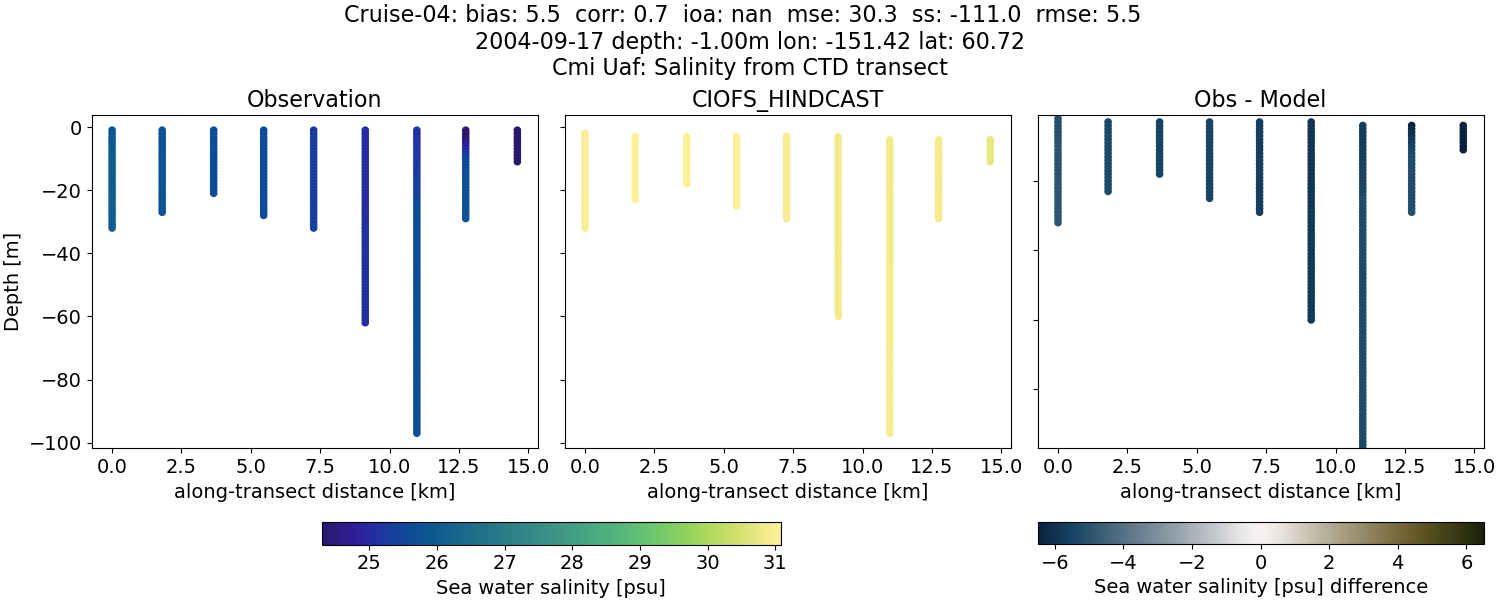 Cruise-04: bias: 5.5  corr: 0.7  ioa: nan  mse: 30.3  ss: -111.0  rmse: 5.5
2004-09-17 depth: -1.00m lon: -151.42 lat: 60.72
Cmi Uaf: Salinity from CTD transect
Observation
CIOFS_HINDCAST
Obs - Model
Depth [m]
0
−20
−40
−60
−80
−100
0.0 2.5 5.0 7.5 10.0 12.5 15.0
0.0 2.5 5.0 7.5 10.0 12.5 15.0
0.0 2.5 5.0 7.5 10.0 12.5 15.0
along-transect distance [km]
along-transect distance [km]
along-transect distance [km]
25 26 27 28 29 30 31
Sea water salinity [psu]
−6 −4 −2 0 2 4 6
Sea water salinity [psu] difference